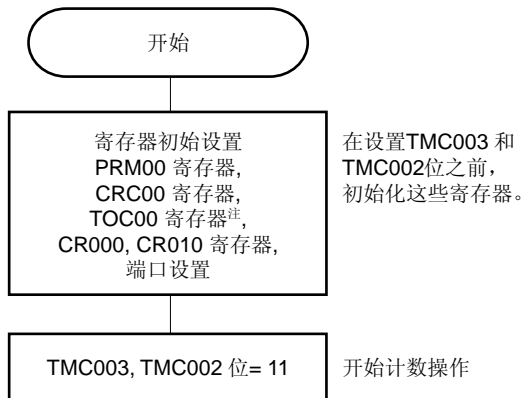 开始
寄存器初始设置
PRM00 寄存器,
CRC00 寄存器,
TOC00 寄存器注,
CR000, CR010 寄存器,
端口设置
在设置TMC003 和
TMC002位之前，
初始化这些寄存器。
TMC003, TMC002 位= 11
开始计数操作